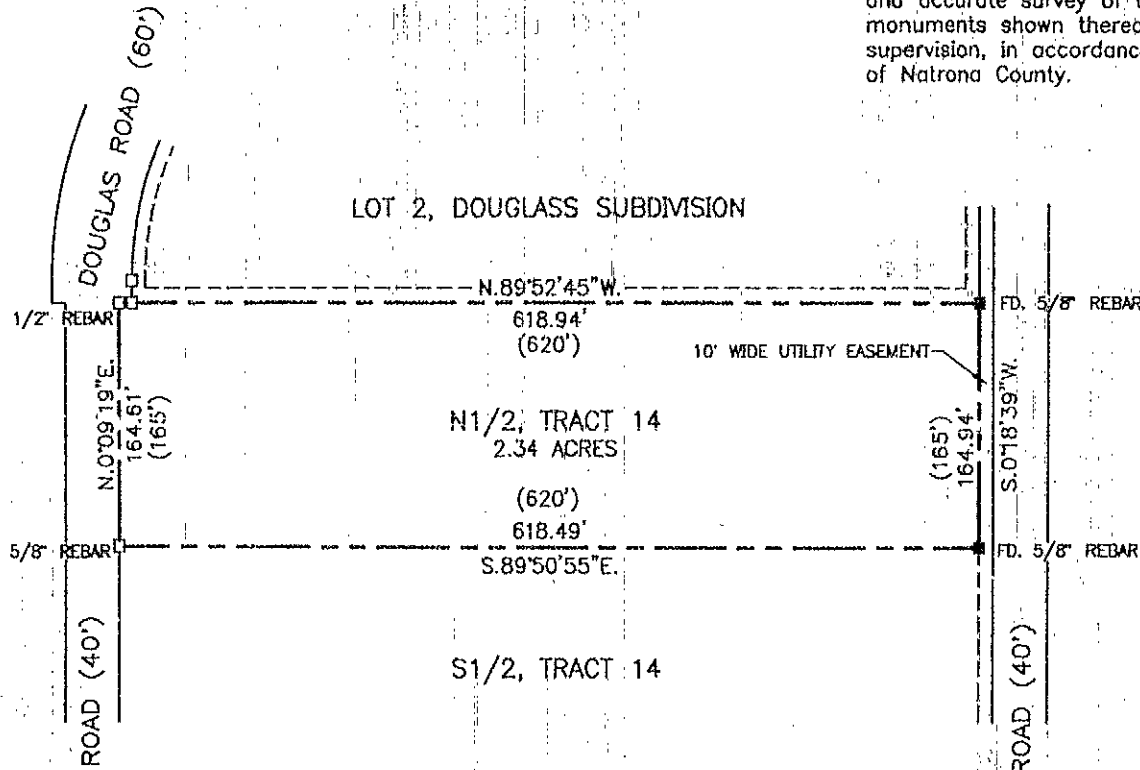 and accurate survey of
monuments shown
supervision, in
of Natrona County.
DOUGLAS ROAD (60')
LOT 2, DOUGLASS SUBDIVISION
N.89°52'45"W.
618.94'
(620')
1/2" REBAR
FD. 5/8" REBAR
10' WIDE UTILITY EASEMENT
N.0°09'19"E.
164.61'
(165')
N1/2, TRACT 14
2.34 ACRES
(165')
164.94'
S.0°18'39"W.
(620')
618.49'
S.89°50'55"E.
5/8" REBAR
FD. 5/8" REBAR
S1/2, TRACT 14
ROAD (40')
ROAD (40')